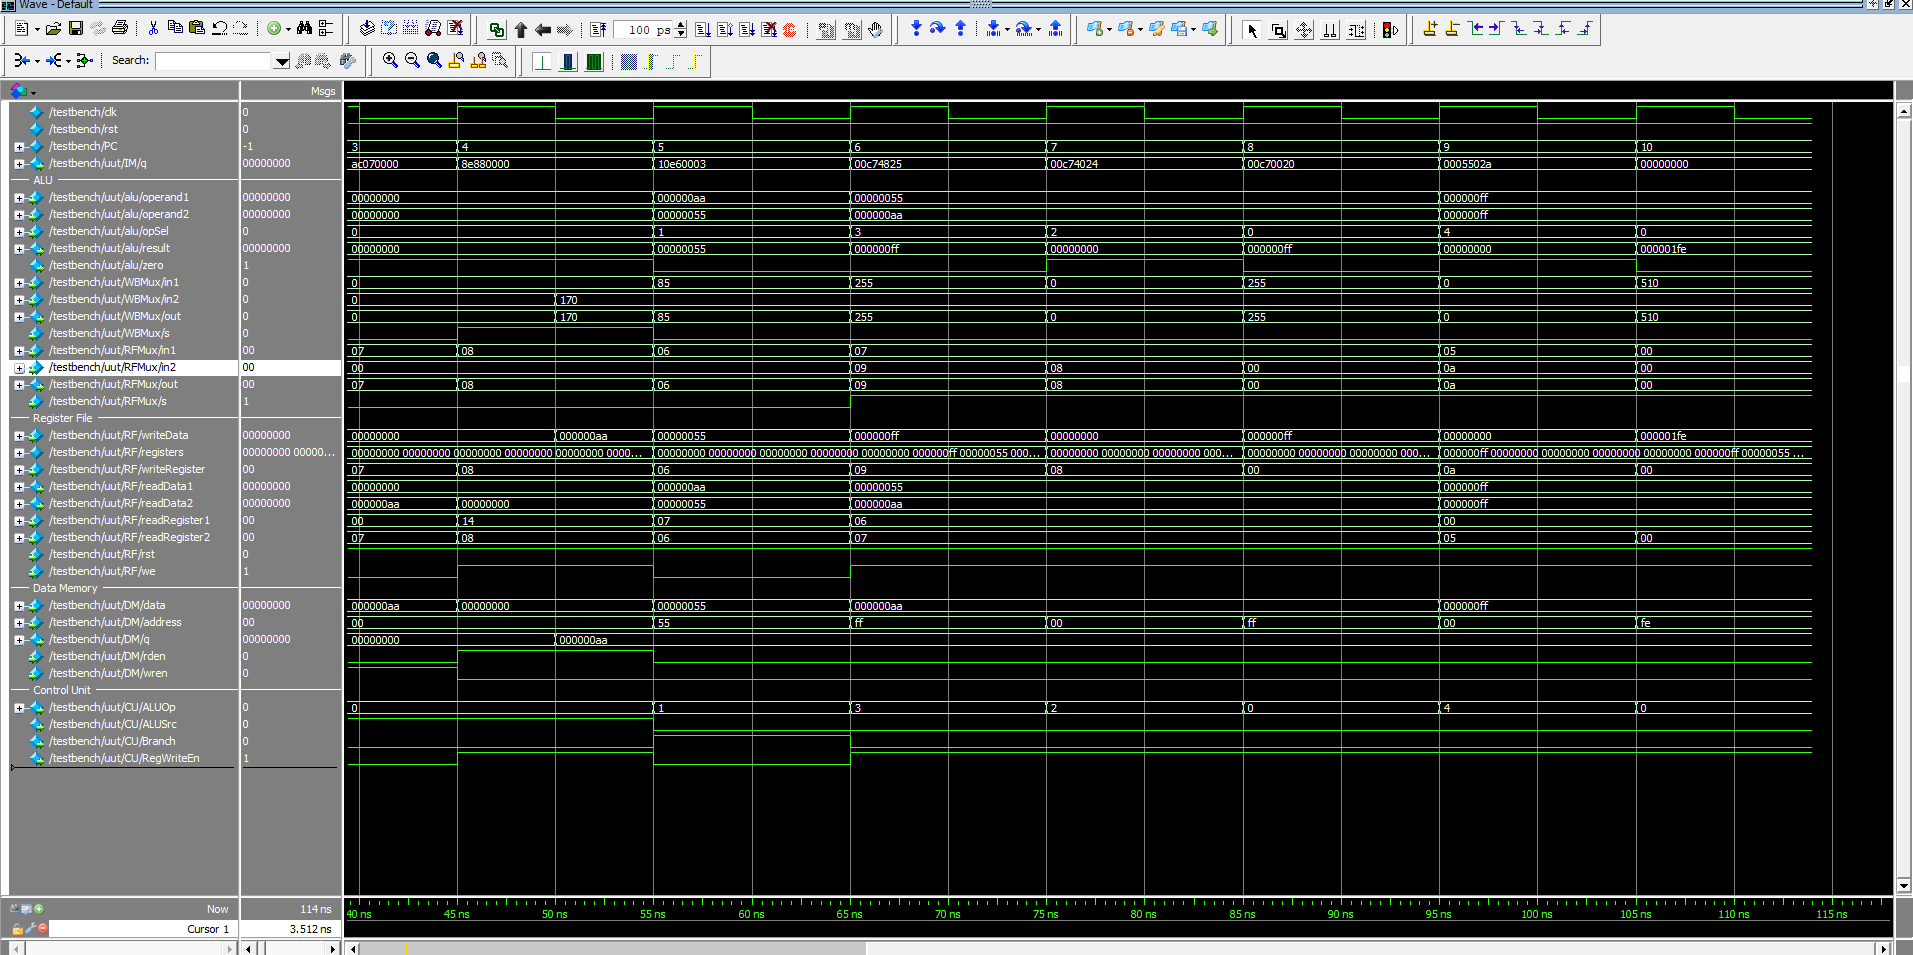 Wave - Default
100 ps
Search:
Msgs
/testbench/clk 0
/testbench/rst 0
/testbench/PC -1 3 4 5 6 7 8 9 10
/testbench/uut/IM/q 00000000 ac070000 8e880000 10e60003 00c74825 00c74024 00c70020 0005502a 00000000
ALU
/testbench/uut/alu/operand1 00000000 00000000 000000aa 00000055 000000ff
/testbench/uut/alu/operand2 00000000 00000000 00000055 000000aa 000000ff
/testbench/uut/alu/opSel 0 0 1 3 2 0 4 0
/testbench/uut/alu/result 00000000 00000000 00000055 000000ff 00000000 000000ff 00000000 000001fe
/testbench/uut/alu/zero 1
/testbench/uut/WBMux/in1 0 0 85 255 0 255 0 510
/testbench/uut/WBMux/in2 0 0 170
/testbench/uut/WBMux/out 0 0 170 85 255 0 255 0 510
/testbench/uut/WBMux/s 0
/testbench/uut/RFMux/in1 00 07 08 06 07 05 00
/testbench/uut/RFMux/in2 00 00 09 08 00 0a 00
/testbench/uut/RFMux/out 00 07 08 06 09 08 00 0a 00
/testbench/uut/RFMux/s 1
Register File
/testbench/uut/RF/writeData 00000000 00000000 000000aa 00000055 000000ff 00000000 000000ff 00000000 000001fe
/testbench/uut/RF/registers 00000000 00000... 00000000 00000000 00000000 00000000 00000000 0000... 00000000 00000000 00000000 00000000 00000000 000000ff 00000055 000... 00000000 00000000 00000000 000... 00000000 00000000 00000000 000... 000000ff 00000000 00000000 00000000 00000000 000000ff 00000055 ...
/testbench/uut/RF/writeRegister 00 07 08 06 09 08 00 0a 00
/testbench/uut/RF/readData1 00000000 00000000 000000aa 00000055 000000ff
/testbench/uut/RF/readData2 00000000 000000aa 00000000 00000055 000000aa 000000ff
/testbench/uut/RF/readRegister1 00 00 14 07 06 00
/testbench/uut/RF/readRegister2 00 07 08 06 07 05 00
/testbench/uut/RF/rst 0
/testbench/uut/RF/we 1
Data Memory
/testbench/uut/DM/data 00000000 000000aa 00000000 00000055 000000aa 000000ff
/testbench/uut/DM/address 00 00 55 ff 00 ff 00 fe
/testbench/uut/DM/q 00000000 00000000 000000aa
/testbench/uut/DM/rden 0
/testbench/uut/DM/wren 0
Control Unit
/testbench/uut/CU/ALUOp 0 0 1 3 2 0 4 0
/testbench/uut/CU/ALUSrc 0
/testbench/uut/CU/Branch 0
/testbench/uut/CU/RegWriteEn 1
Now 114 ns 40 ns 45 ns 50 ns 55 ns 60 ns 65 ns 70 ns 75 ns 80 ns 85 ns 90 ns 95 ns 100 ns 105 ns 110 ns 115 ns
Cursor 1 3.512 ns